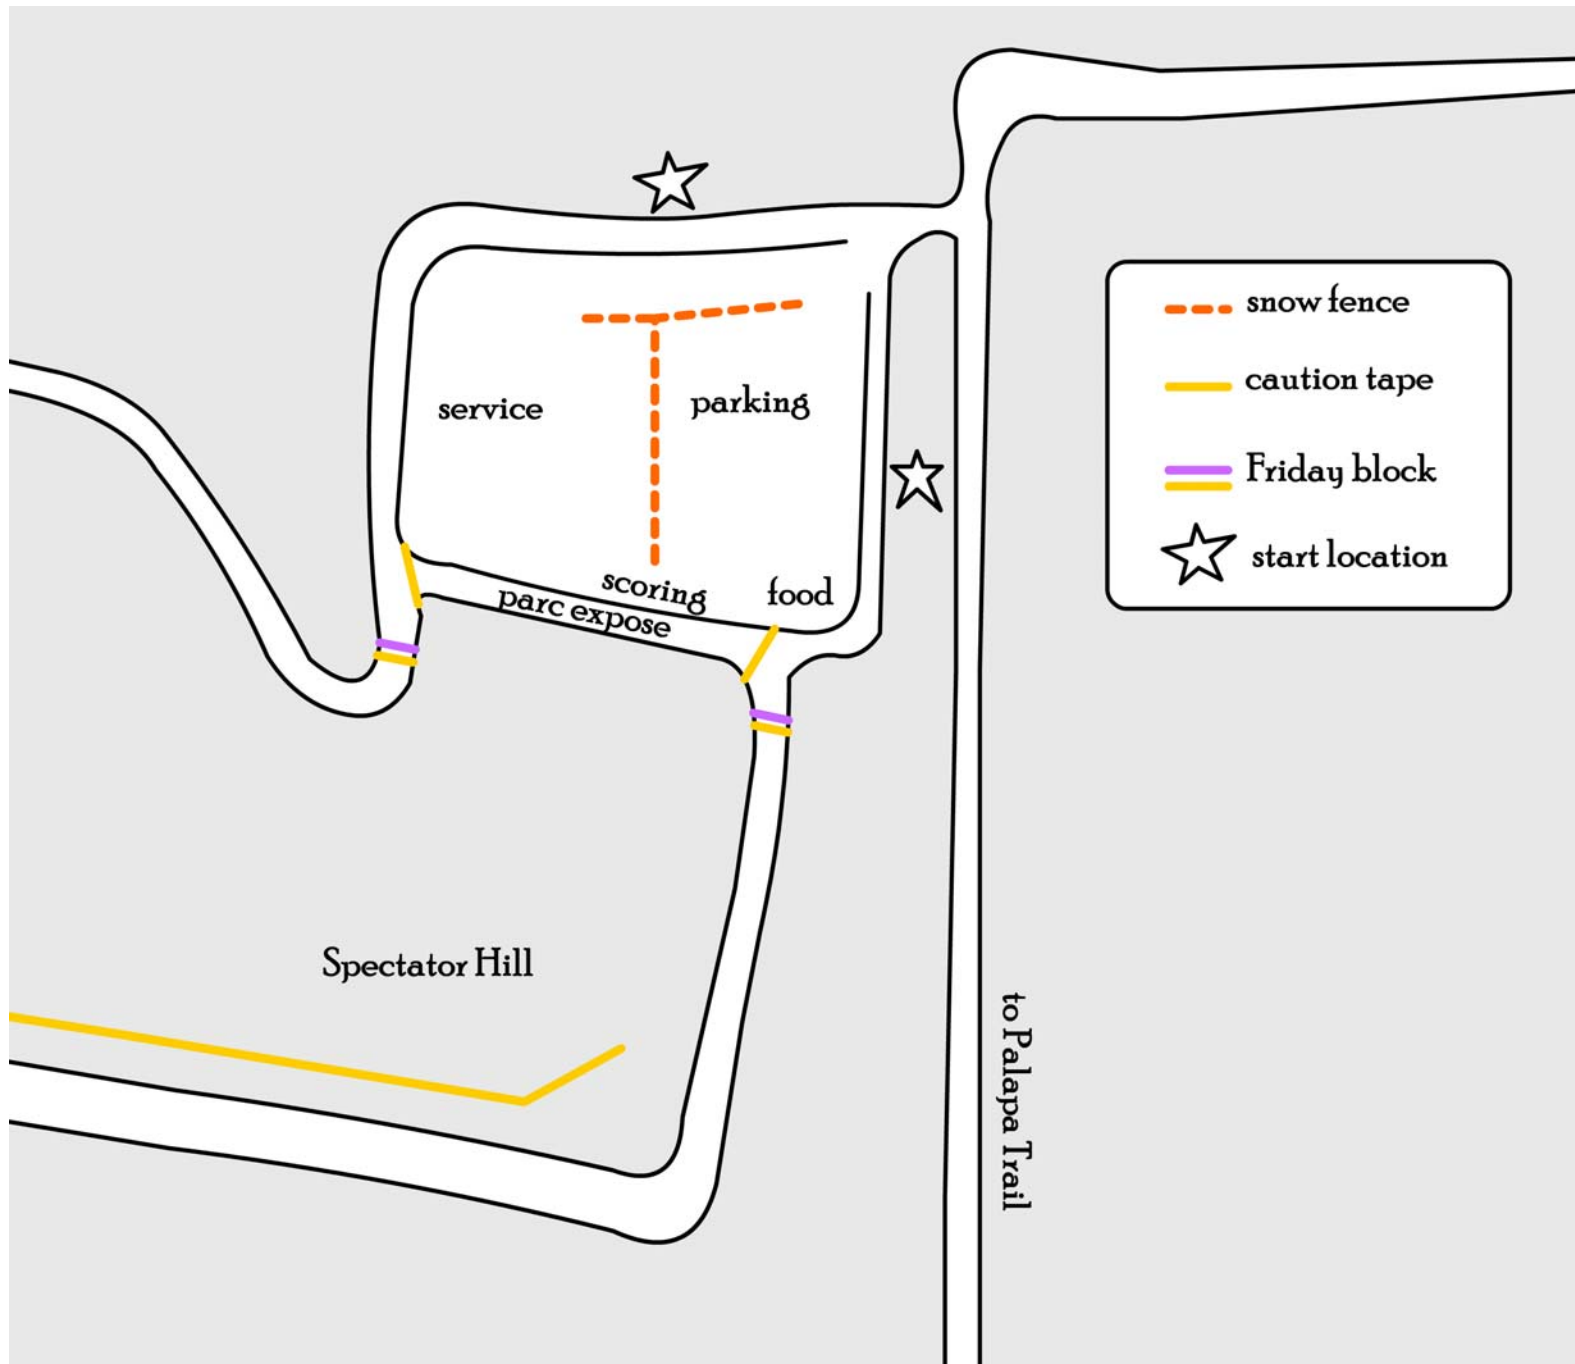 snow fence
caution tape
Friday block
start location
service
parking
scoring
food
parc expose
Spectator Hill
to Palapa Trail